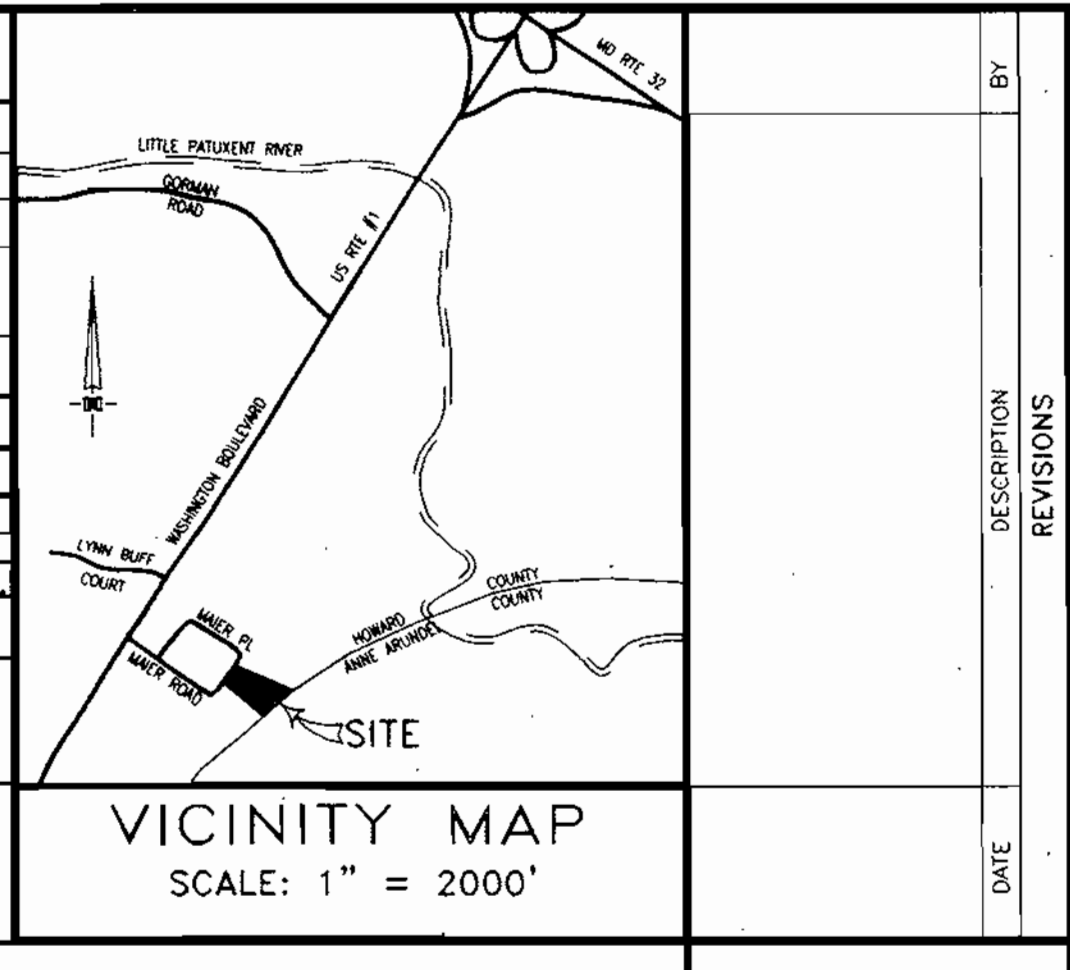 MD RTE 32
LITTLE PATUXENT RIVER
GORMAN
ROAD
US RTE #1
WASHINGTON BOULEVARD
LYNN BUFF
COURT
MAIER PL
MAIER ROAD
HOWARD COUNTY
ANNE ARUNDEL COUNTY
SITE
VICINITY MAP
SCALE: 1" = 2000'
BY
DESCRIPTION
DATE
REVISIONS